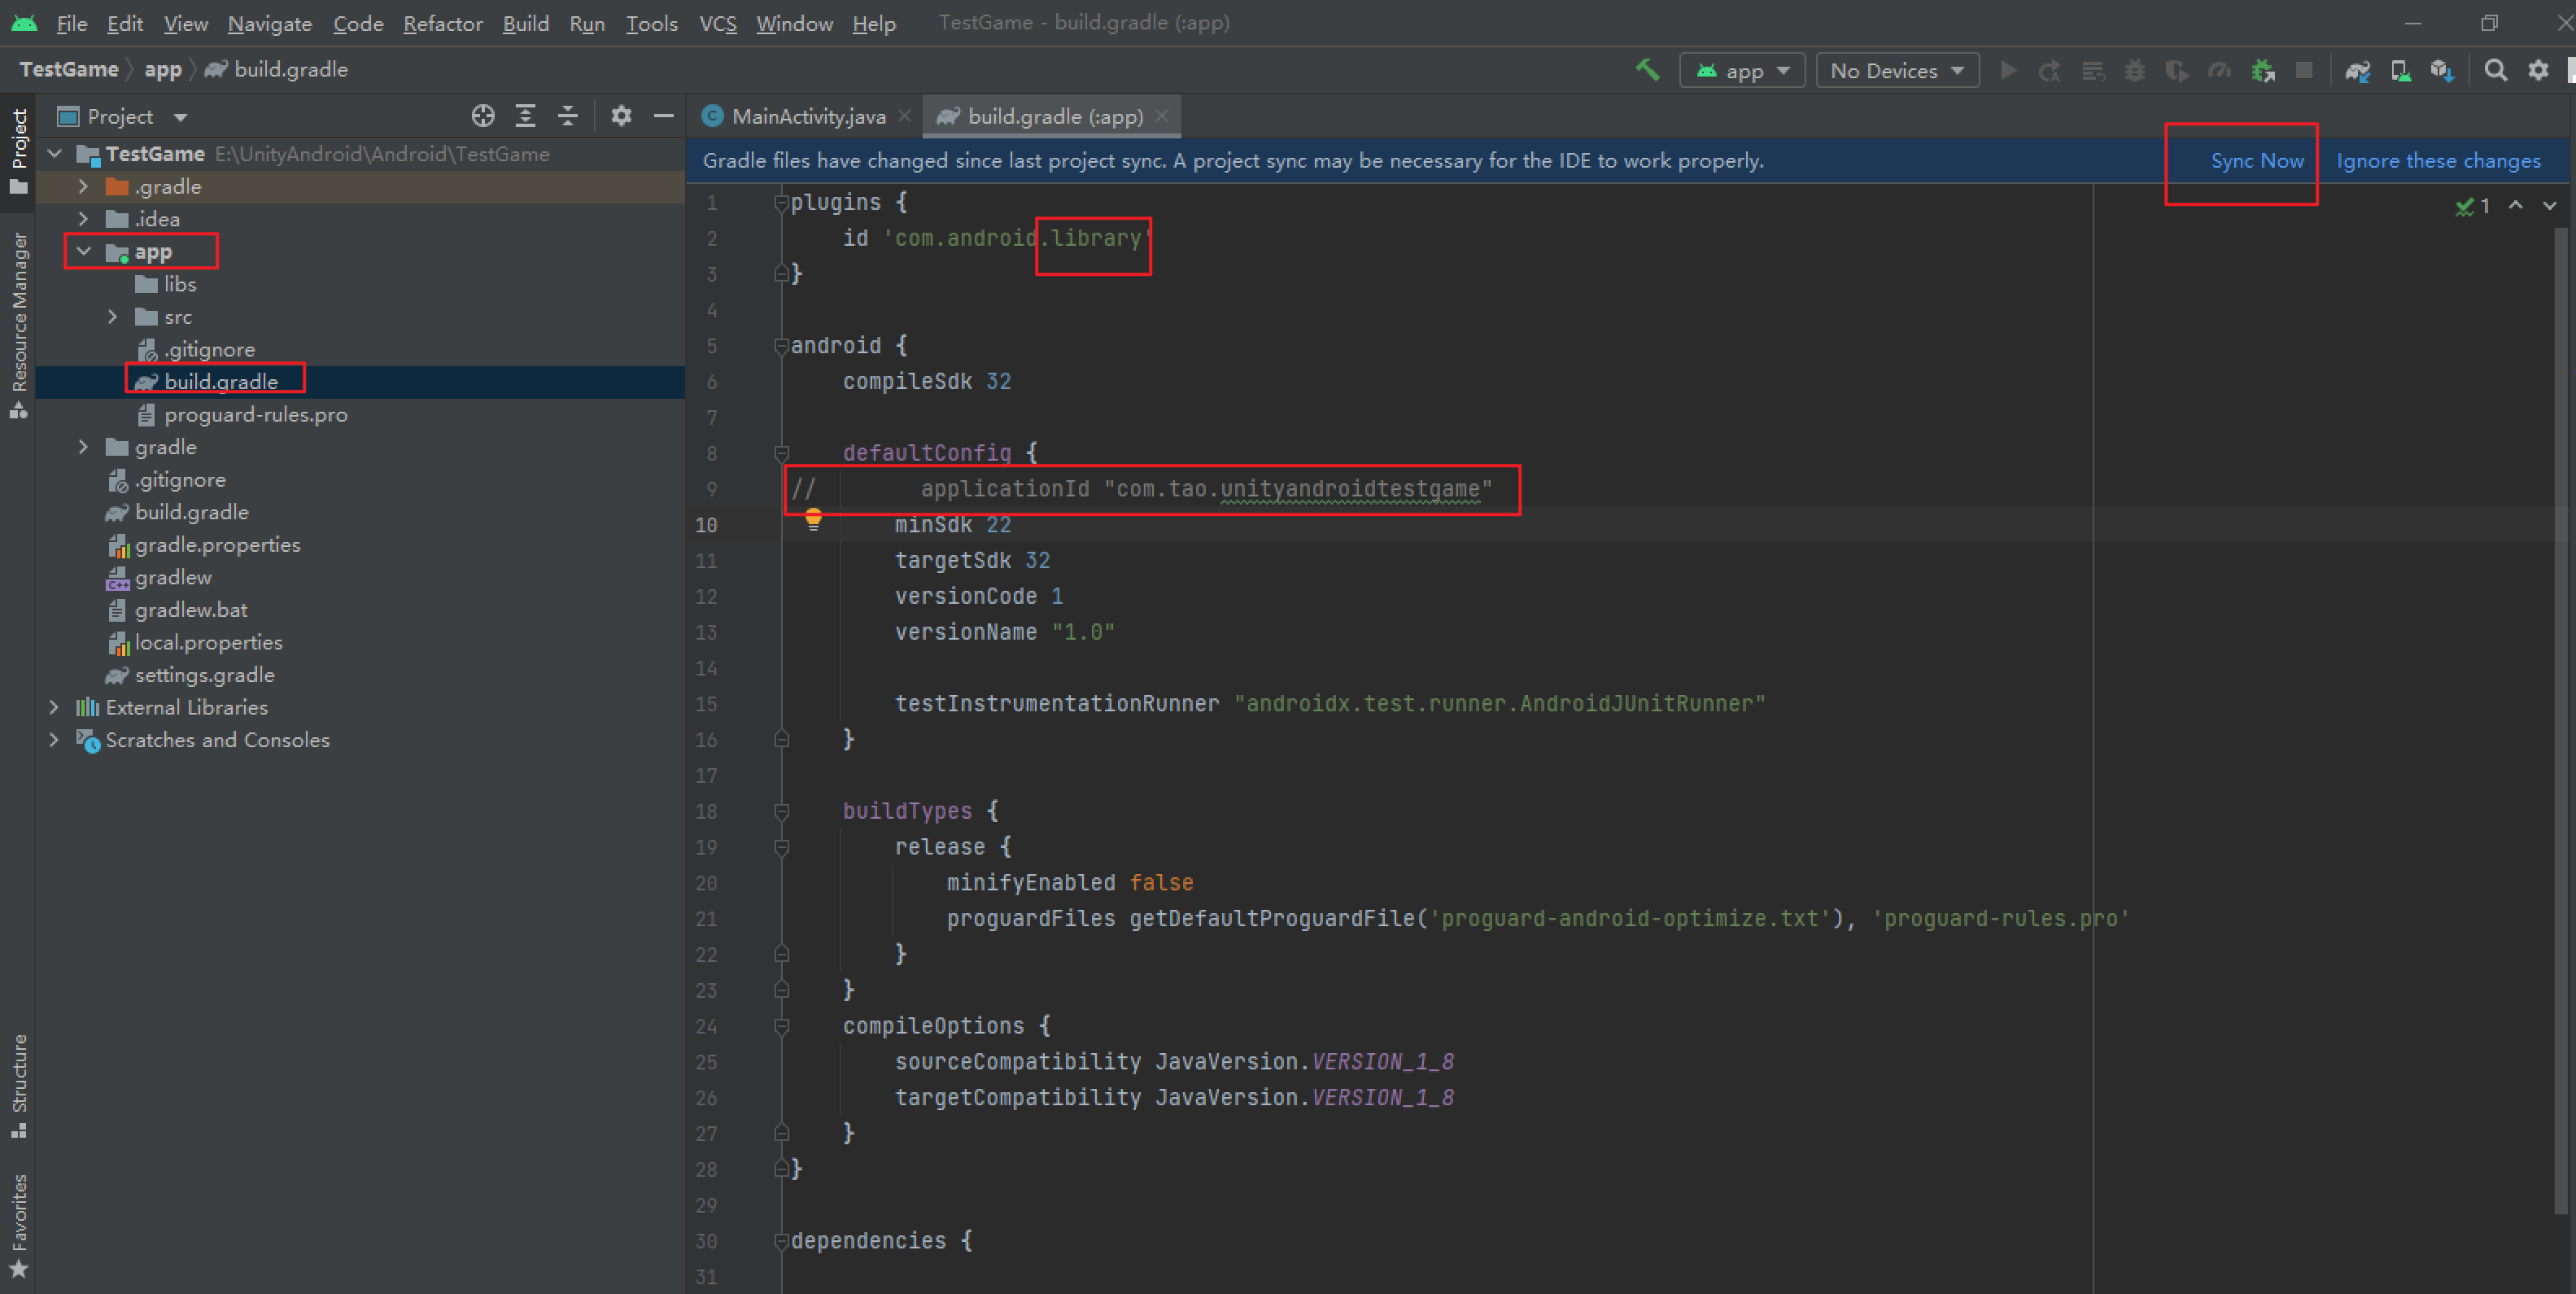 File Edit View Navigate Code Refactor Build Run Tools VCS Window Help TestGame - build.gradle (:app)
TestGame app build.gradle
app No Devices
Project
Project
MainActivity.java build.gradle (:app)
TestGame E:\UnityAndroid\Android\TestGame
.gradle
.idea
app
libs
src
.gitignore
build.gradle
proguard-rules.pro
gradle
.gitignore
build.gradle
gradle.properties
gradlew
gradlew.bat
local.properties
settings.gradle
External Libraries
Scratches and Consoles
Resource Manager
Structure
Favorites
Gradle files have changed since last project sync. A project sync may be necessary for the IDE to work properly. Sync Now Ignore these changes
1
1 plugins {
2 id 'com.android.library'
3 }
4
5 android {
6 compileSdk 32
7
8 defaultConfig {
9 // applicationId "com.tao.unityandroidtestgame"
10 minSdk 22
11 targetSdk 32
12 versionCode 1
13 versionName "1.0"
14
15 testInstrumentationRunner "androidx.test.runner.AndroidJUnitRunner"
16 }
17
18 buildTypes {
19 release {
20 minifyEnabled false
21 proguardFiles getDefaultProguardFile('proguard-android-optimize.txt'), 'proguard-rules.pro'
22 }
23 }
24 compileOptions {
25 sourceCompatibility JavaVersion.VERSION_1_8
26 targetCompatibility JavaVersion.VERSION_1_8
27 }
28 }
29
30 dependencies {
31